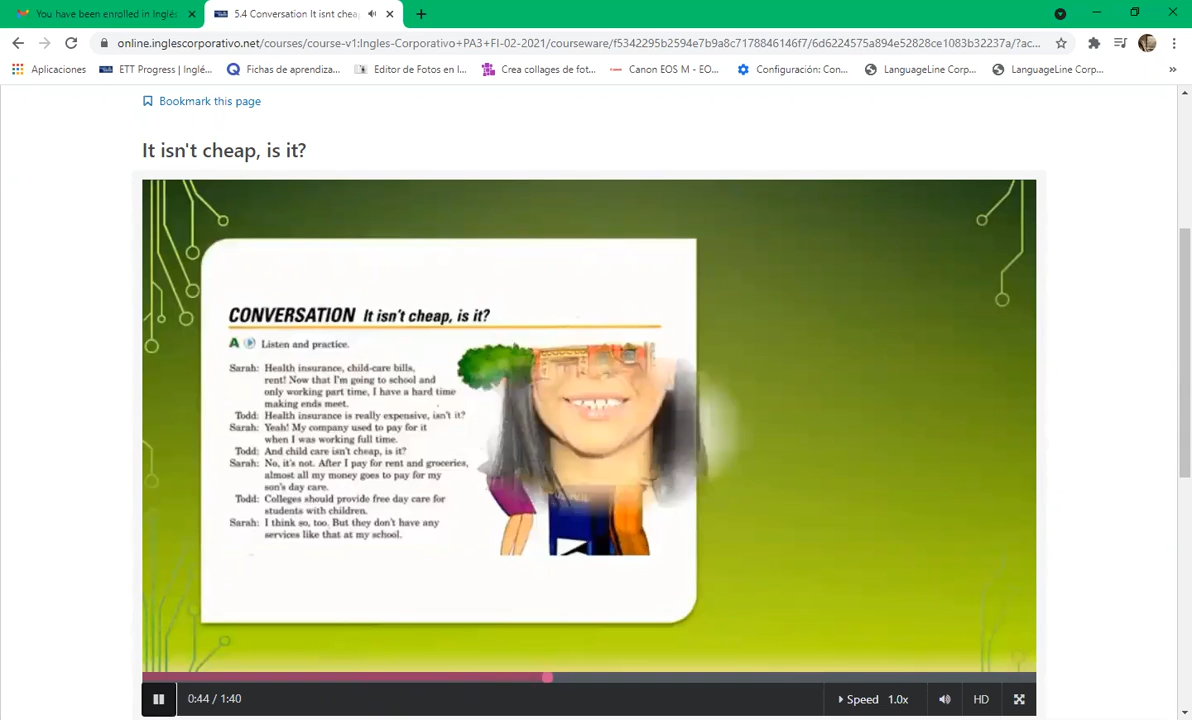 You have been enrolled in Inglés
5.4 Conversation It isnt chea
online.inglescorporativo.net/courses/course-v1:Ingles-Corporativo+PA3+FI-02-2021/courseware/f5342295b2594e7b9a8c7178846146f7/6d6224575a894e52828ce1083b32237a/?ac...
Aplicaciones ETT Progress | Inglé... Fichas de aprendiza... Editor de Fotos en l... Crea collages de fot... Canon EOS M - EO... Configuración: Con... LanguageLine Corp... LanguageLine Corp...
Bookmark this page
It isn't cheap, is it?
CONVERSATION It isn't cheap, is it?
A Listen and practice.
Sarah: Health insurance, child-care bills,
rent! Now that I'm going to school and
only working part time, I have a hard time
making ends meet.
Todd: Health insurance is really expensive, isn't it?
Sarah: Yeah! My company used to pay for it
when I was working full time.
Todd: And child care isn't cheap, is it?
Sarah: No, it's not. After I pay for rent and groceries,
almost all my money goes to pay for my
son's day care.
Todd: Colleges should provide free day care for
students with children.
Sarah: I think so, too. But they don't have any
services like that at my school.
0:44 / 1:40
Speed 1.0x
HD